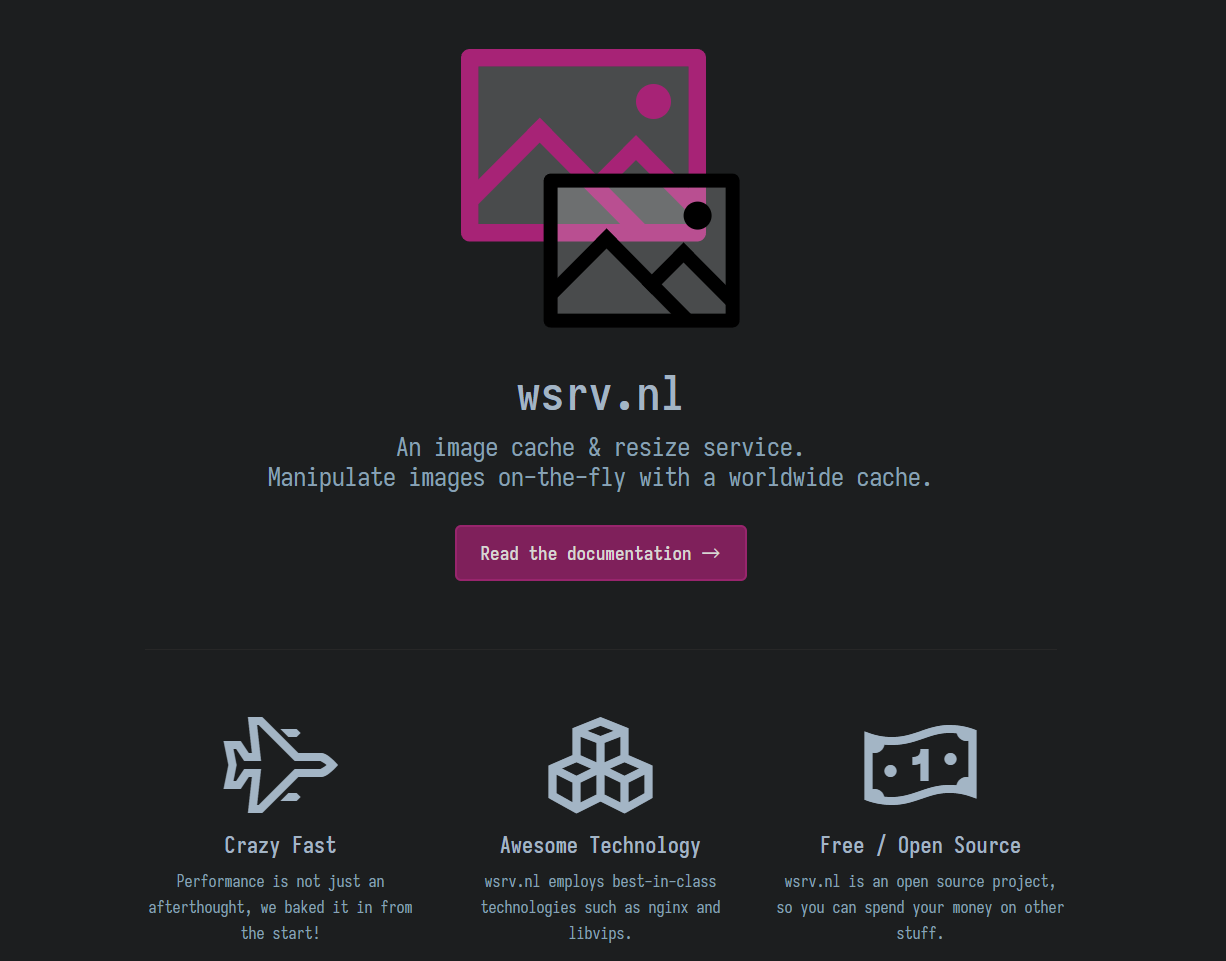 wsrv.nl
An image cache & resize service.
Manipulate images on-the-fly with a worldwide cache.
Read the documentation →
Crazy Fast
Performance is not just an
afterthought, we baked it in from
the start!
Awesome Technology
wsrv.nl employs best-in-class
technologies such as nginx and
libvips.
1
Free / Open Source
wsrv.nl is an open source project,
so you can spend your money on other
stuff.